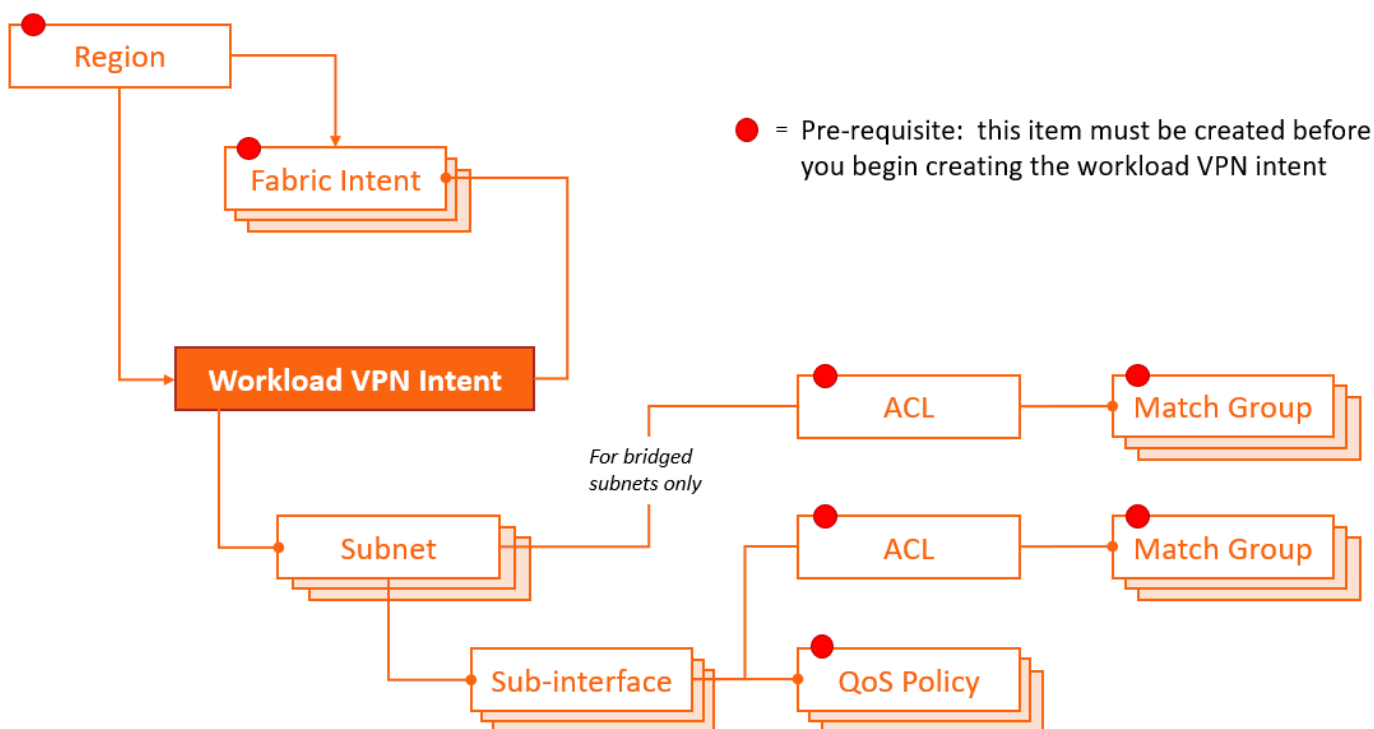 Region
= Pre-requisite: this item must be created before
you begin creating the workload VPN intent
Fabric Intent
Workload VPN Intent
ACL
Match Group
For bridged
subnets only
Subnet
ACL
Match Group
Sub-interface
QoS Policy